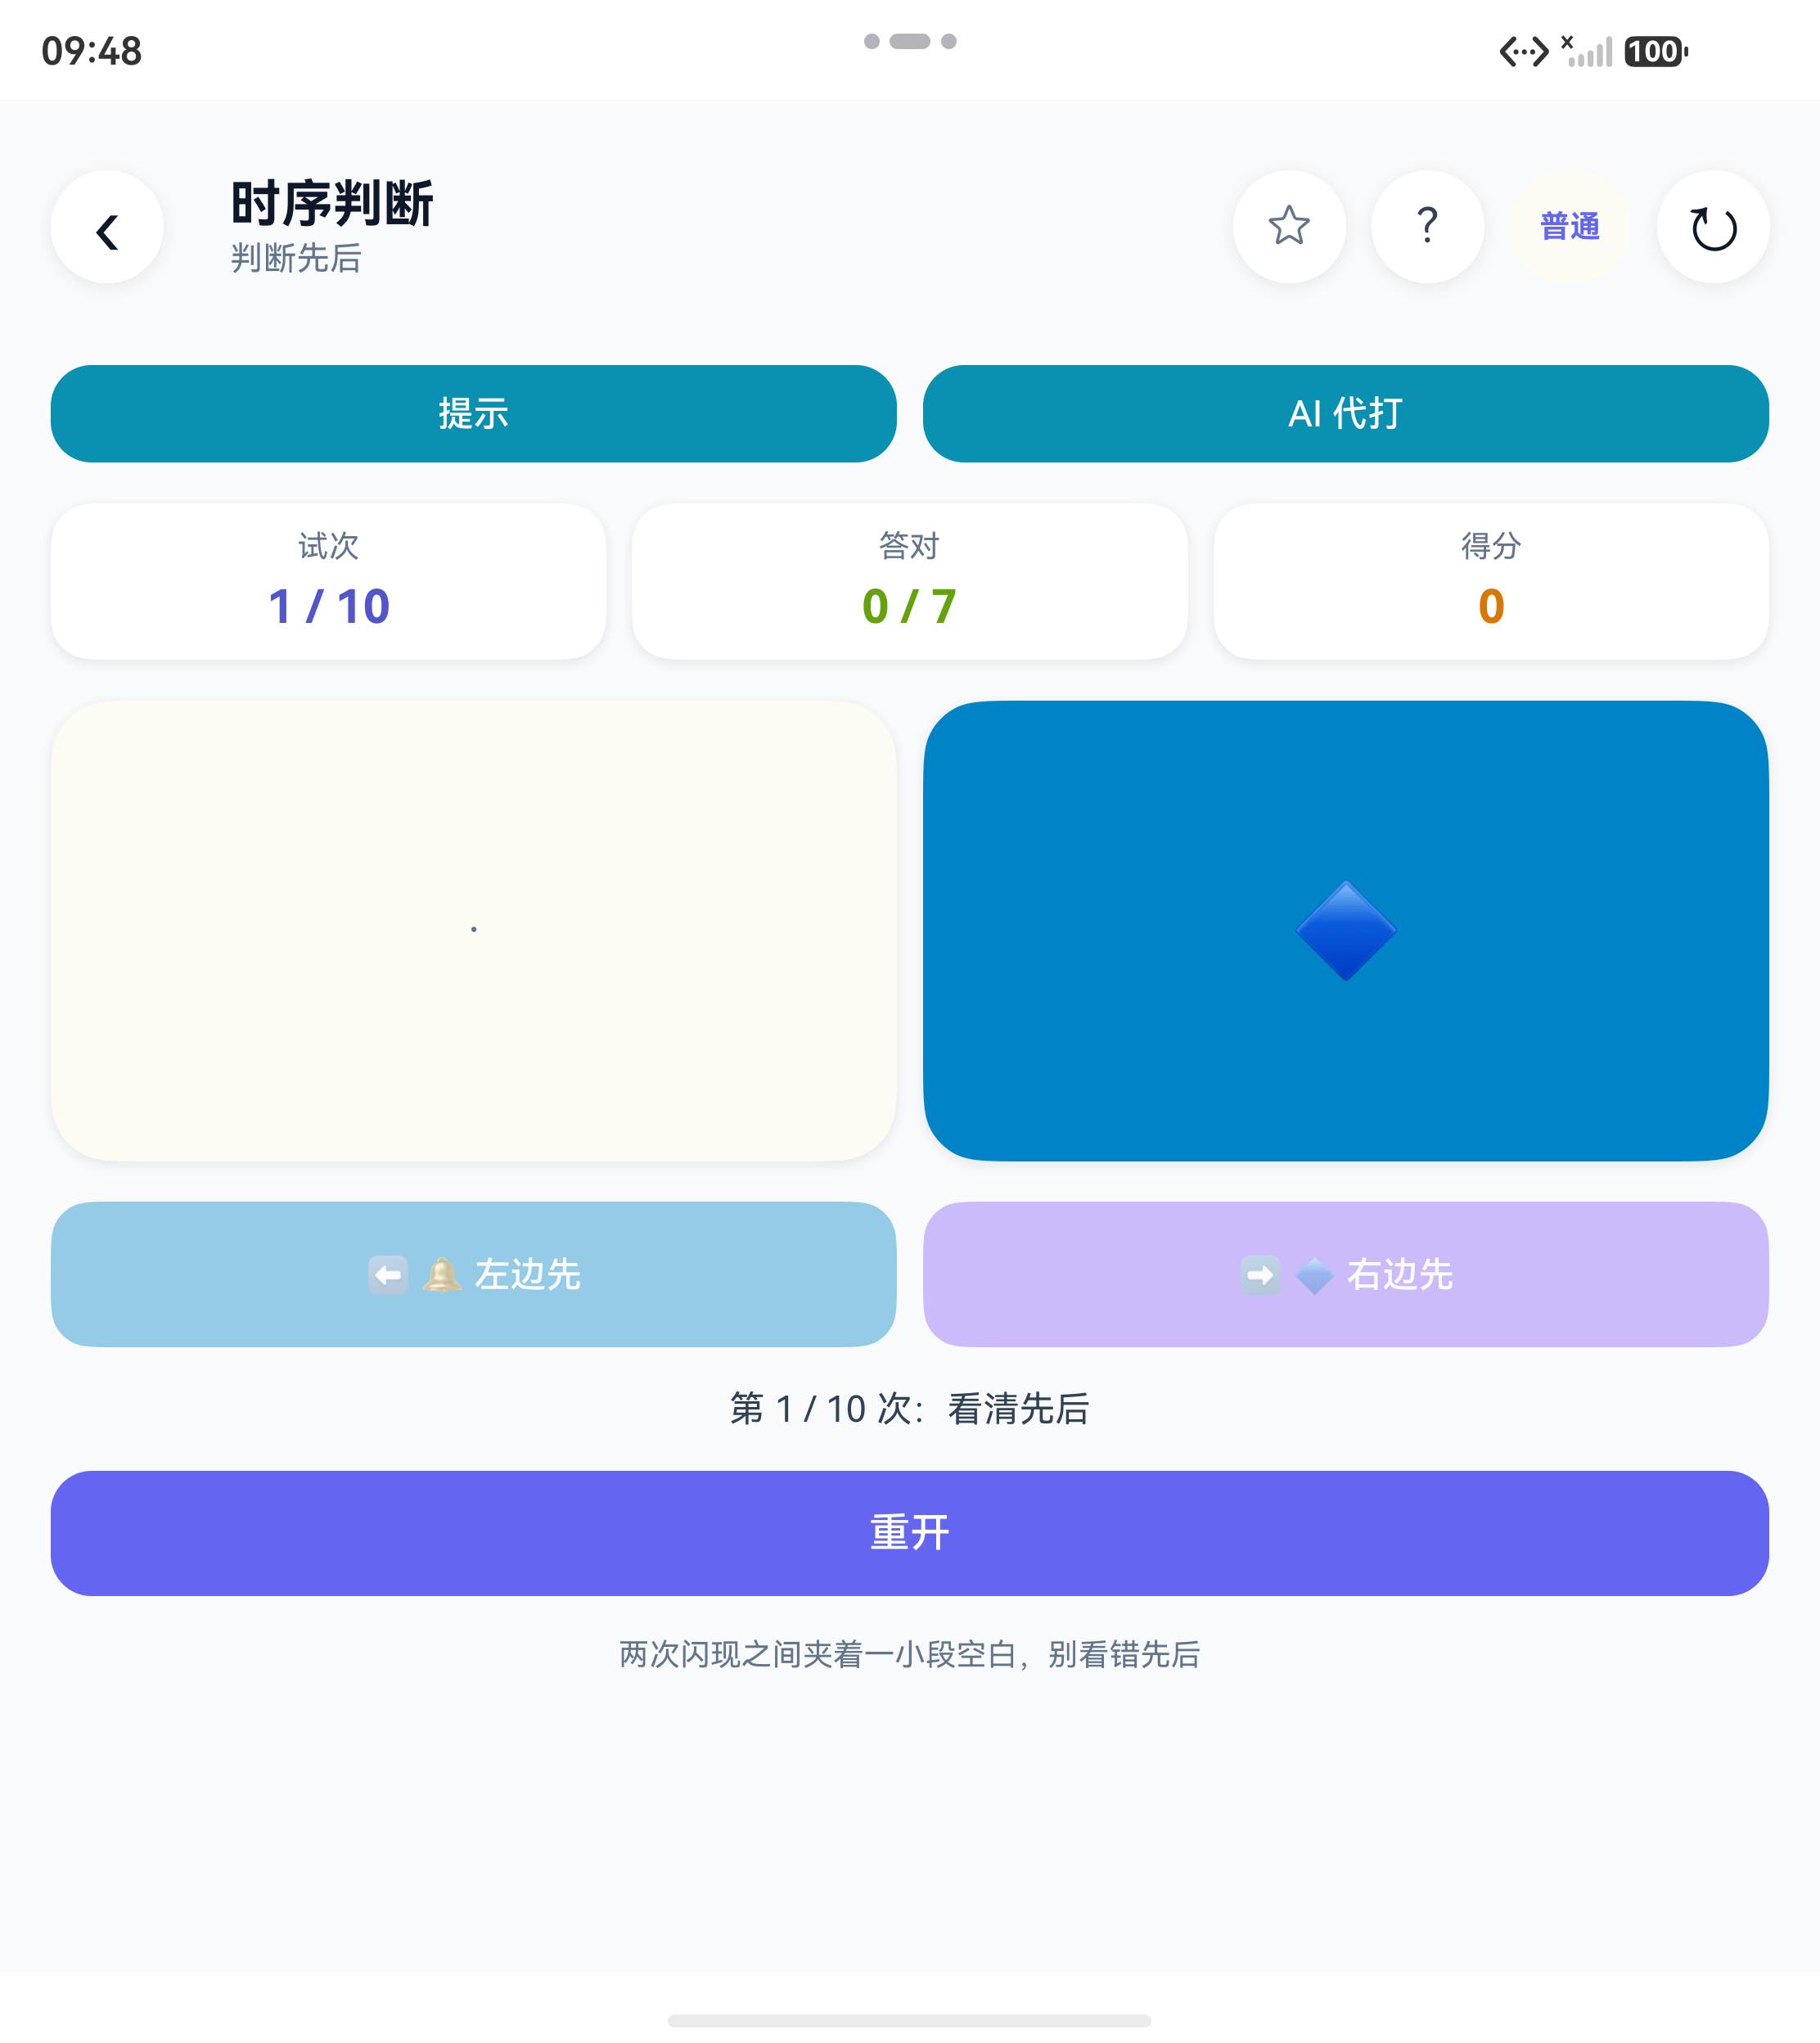 09:48
100
时序判断
判断先后
?
普通
提示
AI 代打
试次
1 / 10
答对
0 / 7
得分
0
左边先
右边先
第 1 / 10 次：看清先后
重开
两次闪现之间夹着一小段空白，别看错先后